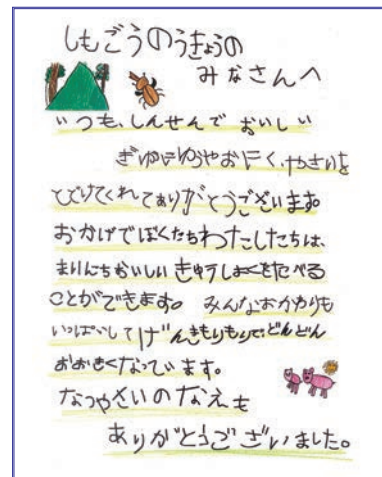 しもごうのうきょうの
みなさんへ
いつも、しんせんで おいしい
ぎゅにゅうやおにく、やさいを
とどけてくれてありがとうございます。
おかげでぼくたちわたしたちは、
まいにちおいしいきゅうしょくをたべる
ことができます。 みんなおかわりも
いっぱいしてげんきもりもりで、どんどん
おおきくなっています。
なつやさいのなえも
ありがとうございました。